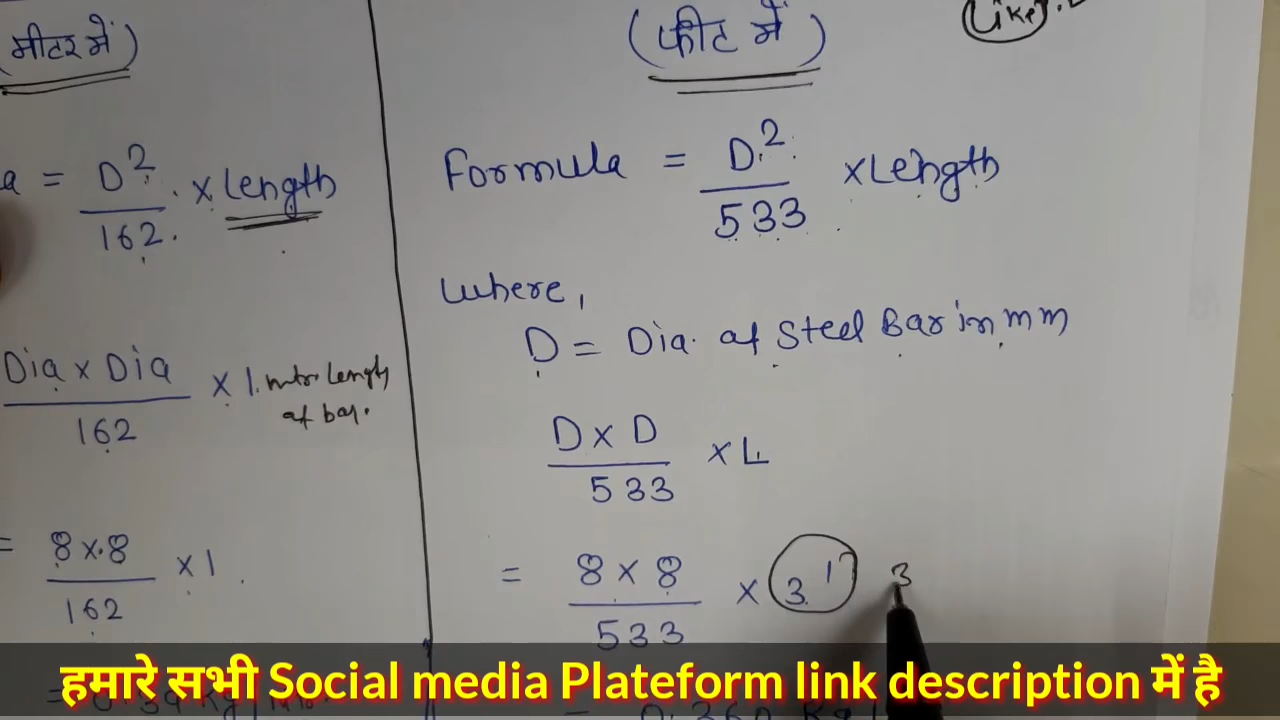 (मीटर में)
a = D²/162 × Length
Dia × Dia/162 × 1. mtr. Length of bar.
= 8×8/162 × 1
(फीट में)
Like
Formula = D²/533 × Length
Where,
D = Dia. of Steel Bar in mm
D × D/533 × L
= 8 × 8/533 × 3 1 3
हमारे सभी Social media Plateform link description में है